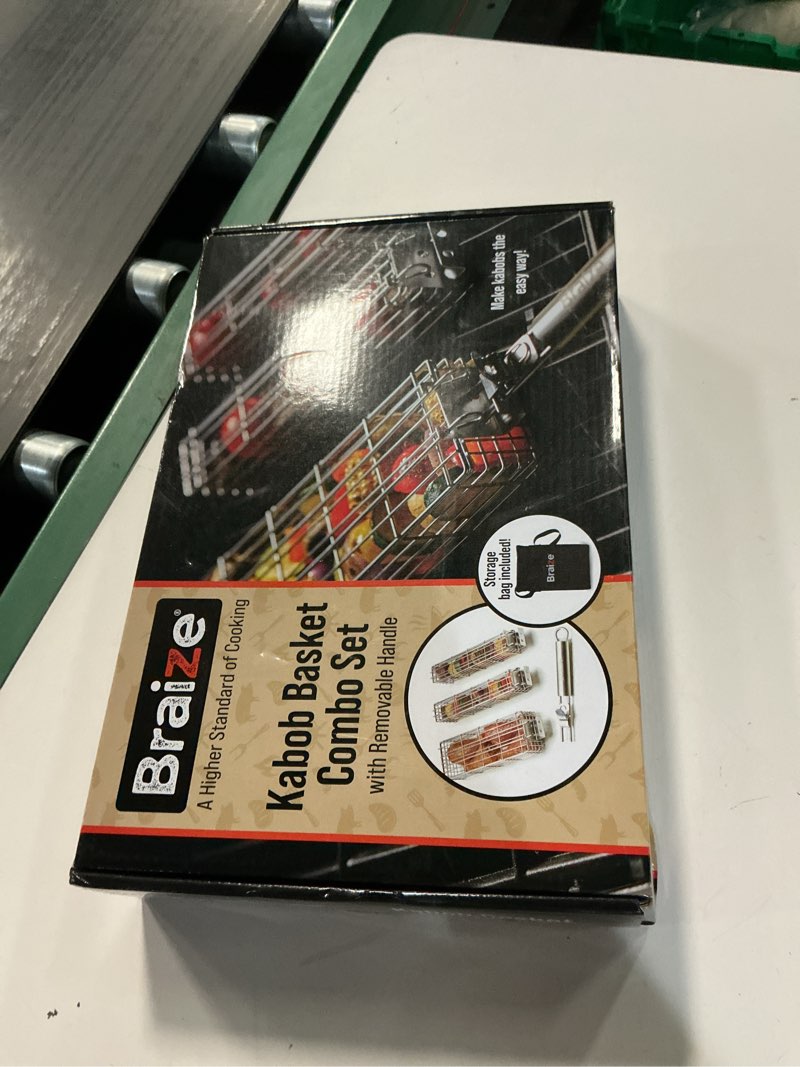 Braize®
A Higher Standard of Cooking
Kabob Basket
Combo Set
with Removable Handle
Storage
bag included!
Braize
Make kabobs the
easy way!